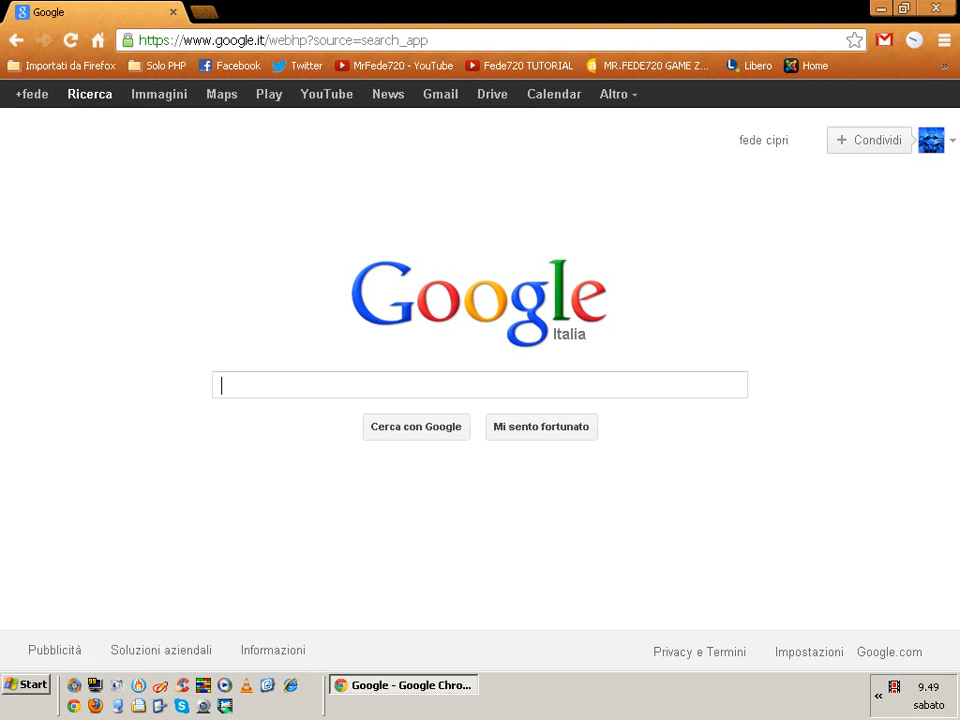 Google
https://www.google.it/webhp?source=search_app
Importati da Firefox Solo PHP Facebook Twitter MrFede720 - YouTube Fede720 TUTORIAL MR.FEDE720 GAME Z... Libero Home »
+fede Ricerca Immagini Maps Play YouTube News Gmail Drive Calendar Altro
fede cipri + Condividi
Google
Italia
Cerca con Google Mi sento fortunato
Pubblicità Soluzioni aziendali Informazioni Privacy e Termini Impostazioni Google.com
Start Google - Google Chro... « 9.49
sabato